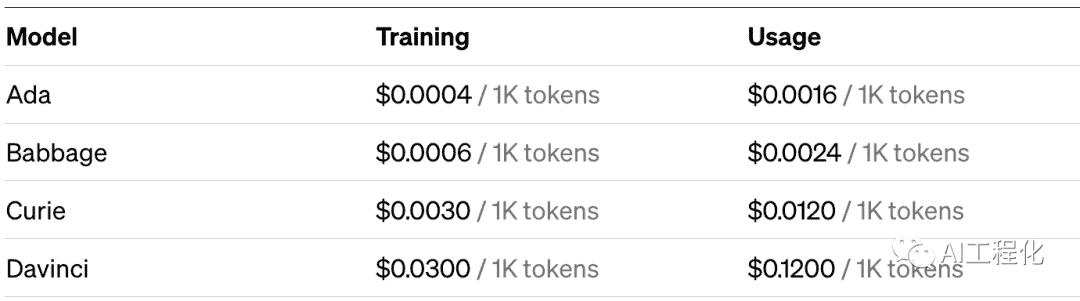 Model Training Usage
Ada $0.0004 / 1K tokens $0.0016 / 1K tokens
Babbage $0.0006 / 1K tokens $0.0024 / 1K tokens
Curie $0.0030 / 1K tokens $0.0120 / 1K tokens
Davinci $0.0300 / 1K tokens $0.1200 / 1K tokens
AI工程化